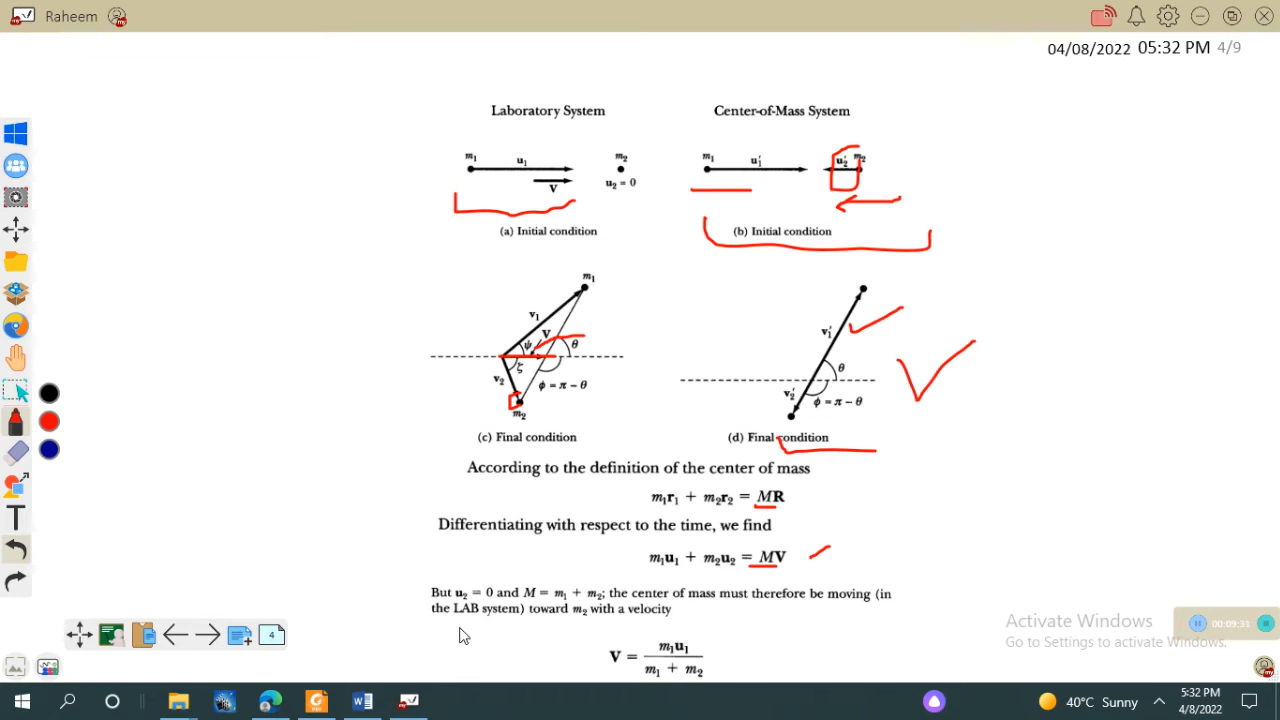 Raheem
04/08/2022 05:32 PM 4/9
Laboratory System Center-of-Mass System
m₁ u₁ m₂ m₁ u′₁ u′₂ m₂
V u₂ = 0
(a) Initial condition (b) Initial condition
m₁
v₁ V v′₁
ψ θ θ
ζ
v₂ ϕ = π − θ v′₂ ϕ = π − θ
m₂
(c) Final condition (d) Final condition
According to the definition of the center of mass
m₁r₁ + m₂r₂ = MR
Differentiating with respect to the time, we find
m₁u₁ + m₂u₂ = MV
But u₂ = 0 and M = m₁ + m₂; the center of mass must therefore be moving (in
the LAB system) toward m₂ with a velocity
V = m₁u₁
m₁ + m₂
T
4
Activate Windows
Go to Settings to activate Windows.
00:09:31
40°C Sunny
5:32 PM
4/8/2022